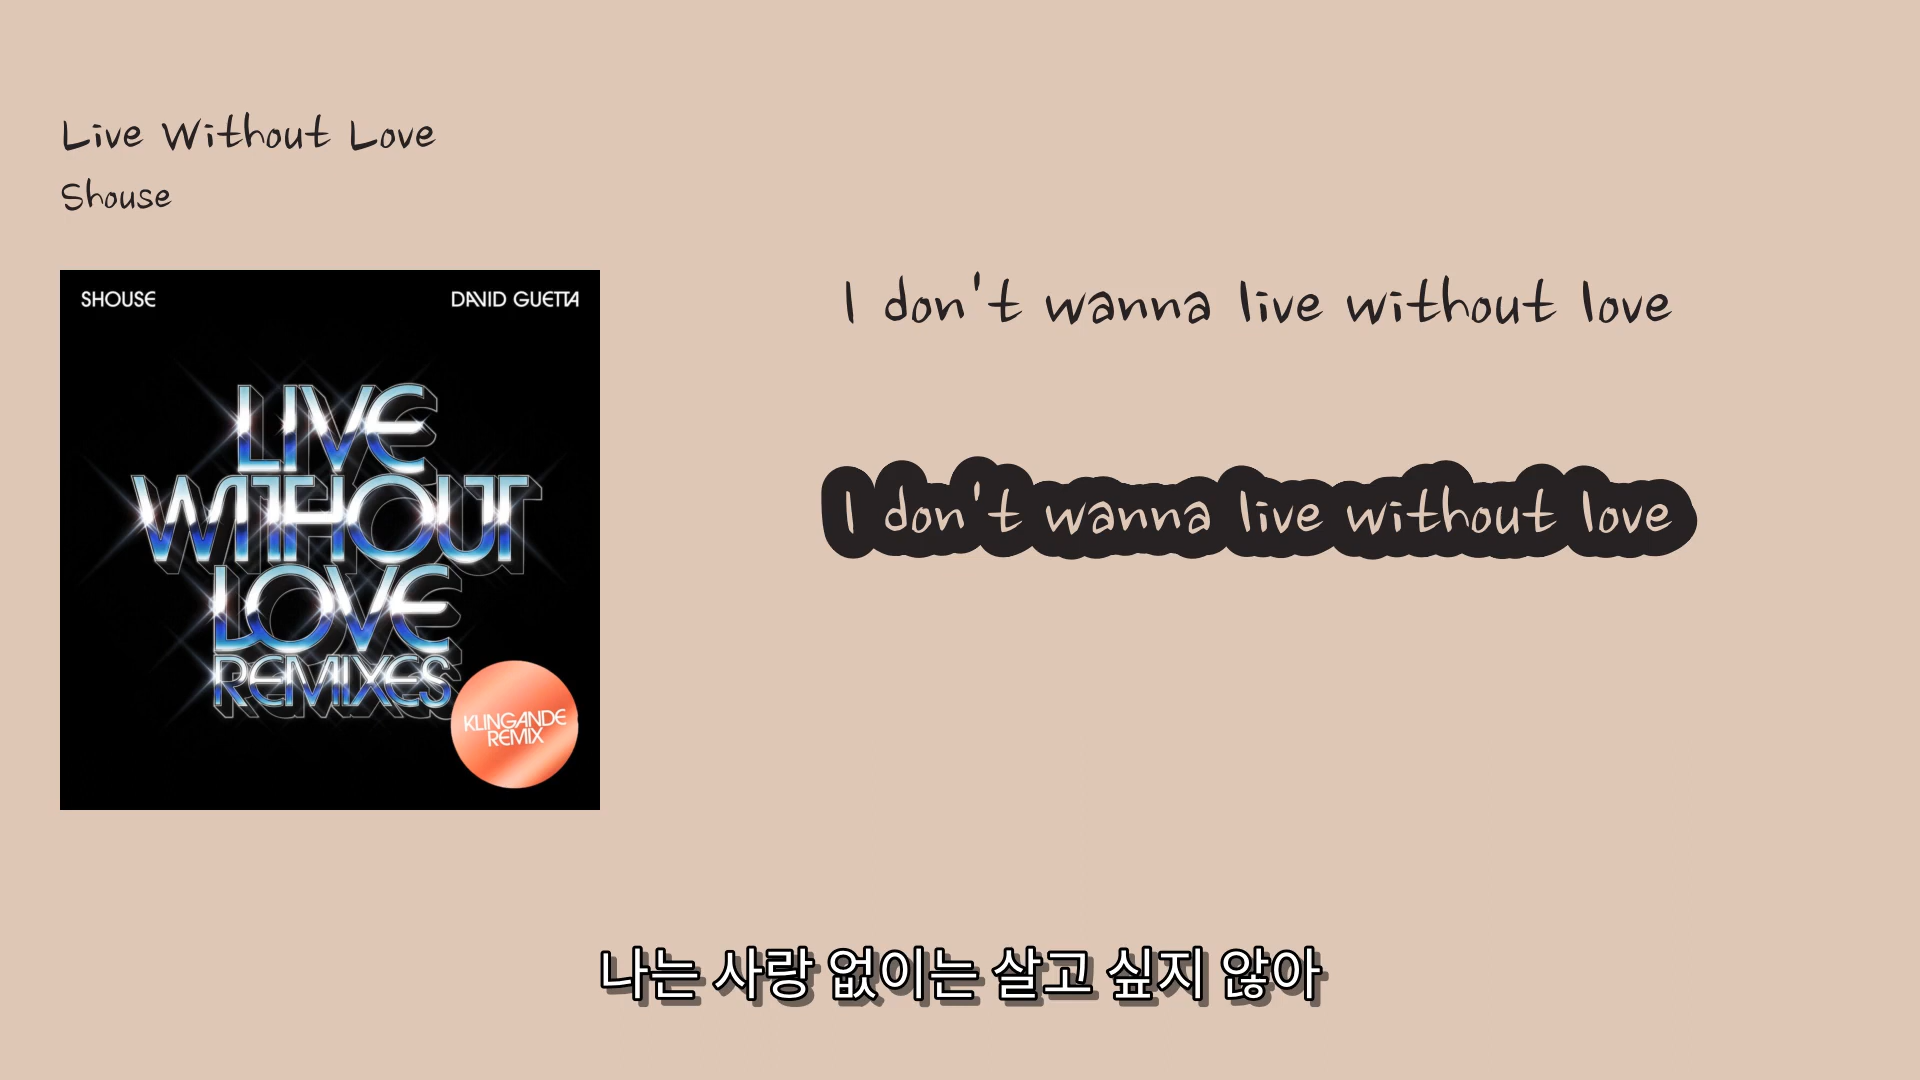 Live Without Love
Shouse
SHOUSE
DAVID GUETTA
LIVE
WITHOUT
LOVE
REMIXES
KLINGANDE
REMIX
I don't wanna live without love
I don't wanna live without love
나는 사랑 없이는 살고 싶지 않아